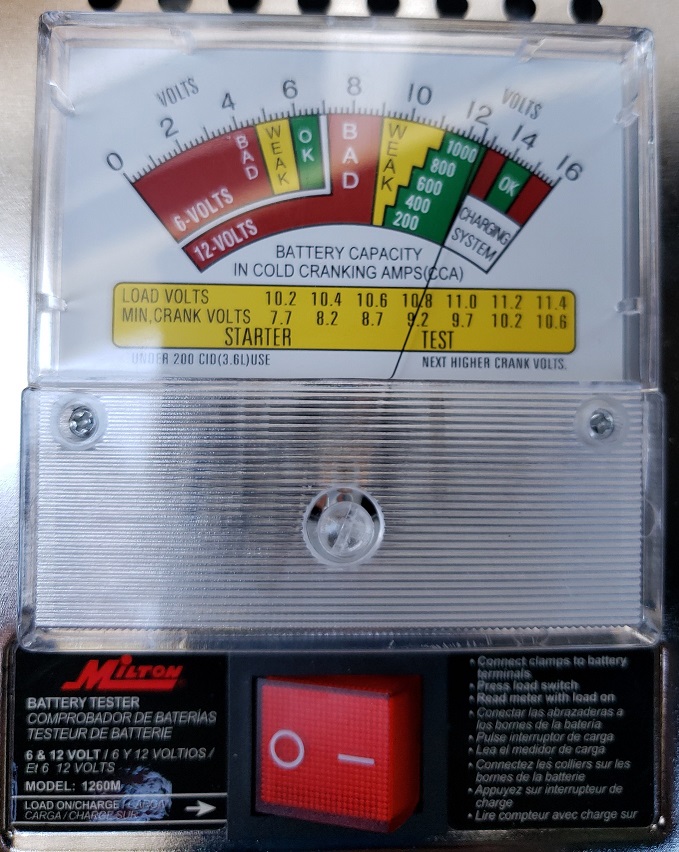 VOLTS
VOLTS
0 2 4 6 8 10 12 14 16
BAD
WEAK
OK
BAD
WEAK
1000
800
600
400
200
OK
6-VOLTS
12-VOLTS
CHARGING
SYSTEM
BATTERY CAPACITY
IN COLD CRANKING AMPS(CCA)
LOAD VOLTS 10.2 10.4 10.6 10.8 11.0 11.2 11.4
MIN,CRANK VOLTS 7.7 8.2 8.7 9.2 9.7 10.2 10.6
STARTER TEST
UNDER 200 CID(3.6L)USE NEXT HIGHER CRANK VOLTS.
MILTON
BATTERY TESTER
COMPROBADOR DE BATERÍAS
TESTEUR DE BATTERIE
6 & 12 VOLT / 6 Y 12 VOLTIOS /
Et 6 12 VOLTS
MODEL: 1260M
LOAD ON/CHARGE / CARGA
CARGA / CHARGE SUR
• Connect clamps to battery
terminals
• Press load switch
• Read meter with load on
• Conectar las abrazaderas a
los bornes de la batería
• Pulse interruptor de carga
• Lea el medidor de carga
• Connectez les colliers sur les
bornes de la batterie
• Appuyez sur interrupteur de
charge
• Lire compteur avec charge sur